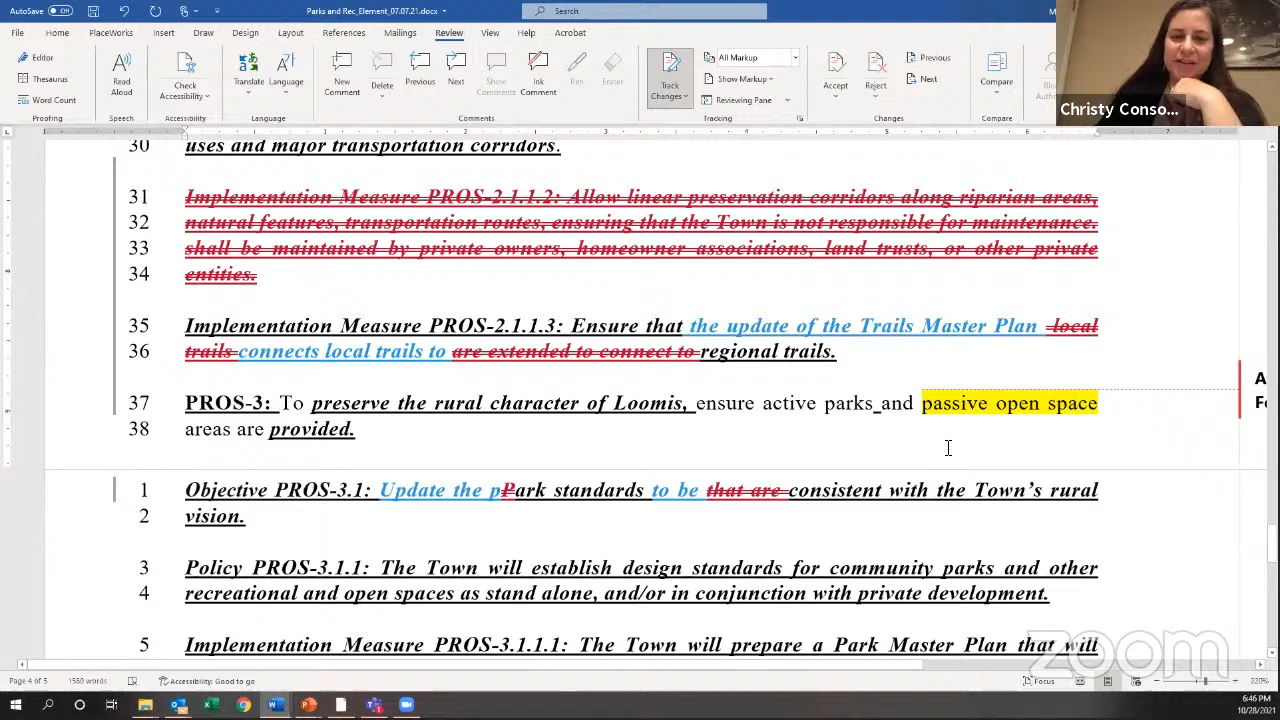 AutoSave Off Parks and Rec_Element_07.07.21.docx Search
File Home PlaceWorks Insert Draw Design Layout References Mailings Review View Help Acrobat
Editor
Thesaurus
Word Count
Proofing
Read Aloud
Speech
Check Accessibility
Accessibility
Translate
Language
Language
New Comment
Delete
Previous
Next
Show Comments
Ink Comment
Pen
Eraser
Comments
Track Changes
All Markup
Show Markup
Reviewing Pane
Tracking
Accept
Reject
Previous
Next
Changes
Compare
Compare
Christy Conso...
30 uses and major transportation corridors.
31 Implementation Measure PROS-2.1.1.2: Allow linear preservation corridors along riparian areas,
32 natural features, transportation routes, ensuring that the Town is not responsible for maintenance.
33 shall be maintained by private owners, homeowner associations, land trusts, or other private
34 entities.
35 Implementation Measure PROS-2.1.1.3: Ensure that the update of the Trails Master Plan local
36 trails connects local trails to are extended to connect to regional trails.
37 PROS-3: To preserve the rural character of Loomis, ensure active parks and passive open space
38 areas are provided.
1 Objective PROS-3.1: Update the pPark standards to be that are consistent with the Town's rural
2 vision.
3 Policy PROS-3.1.1: The Town will establish design standards for community parks and other
4 recreational and open spaces as stand alone, and/or in conjunction with private development.
5 Implementation Measure PROS-3.1.1.1: The Town will prepare a Park Master Plan that will
zoom
Page 4 of 5 1580 words Accessibility: Good to go Focus 220%
6:46 PM
10/28/2021